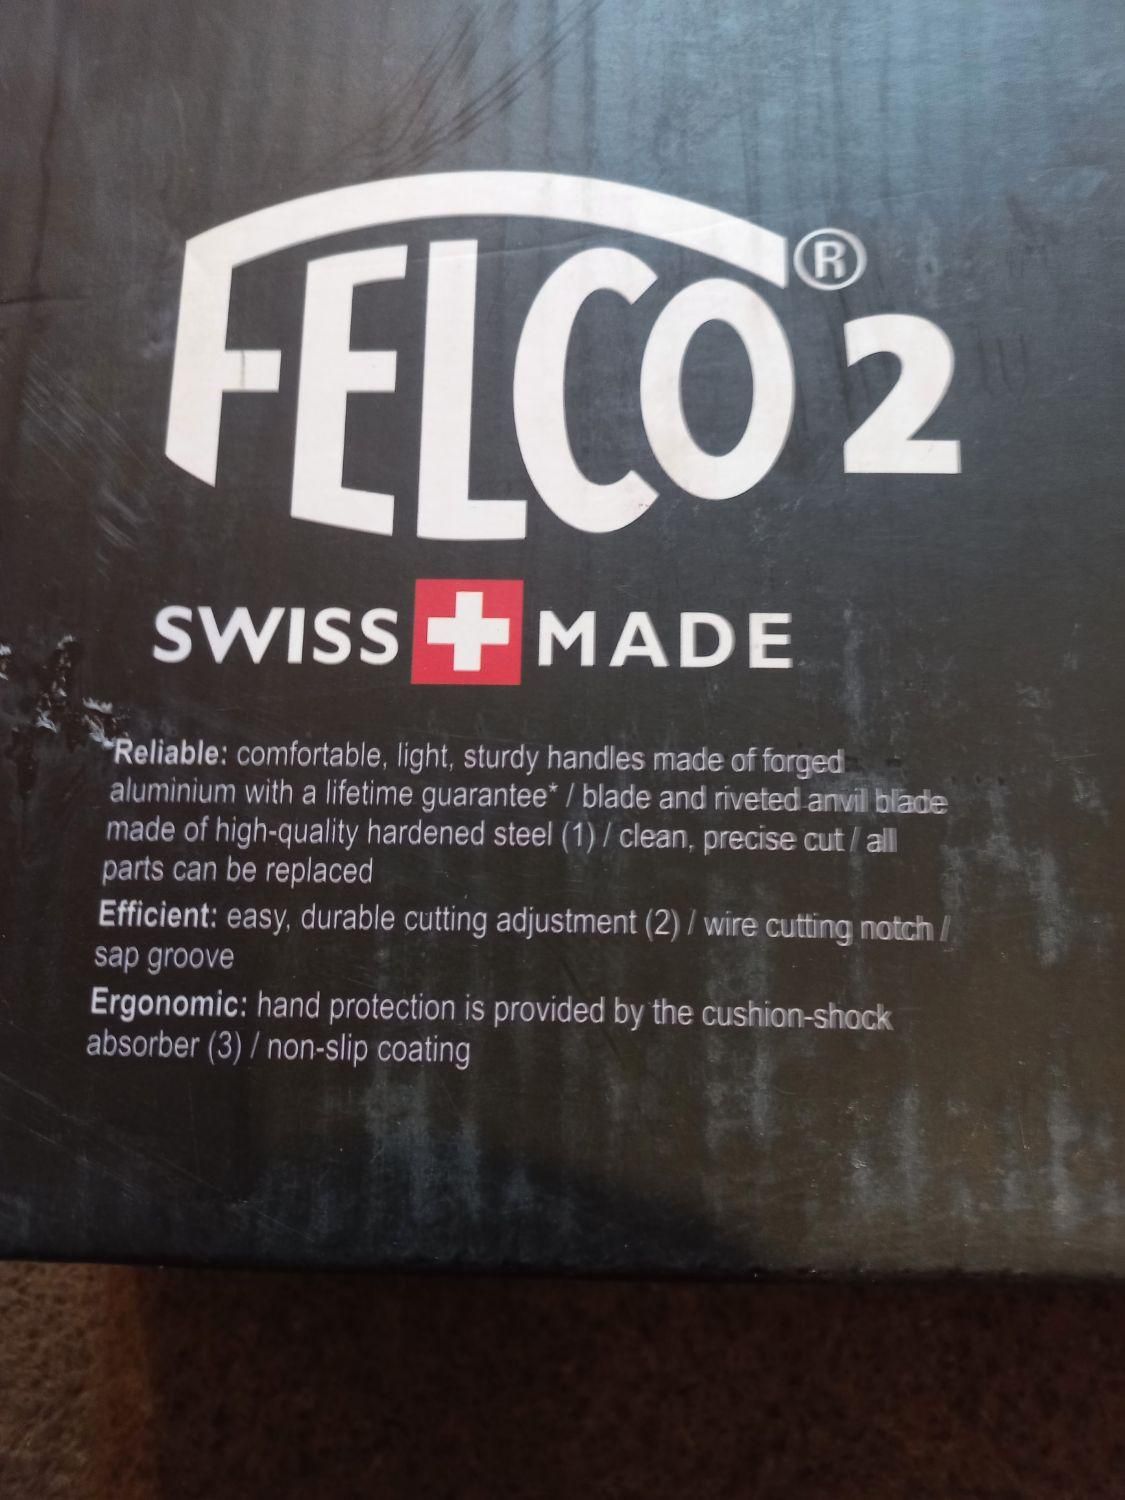 FELCO® 2
SWISS MADE
Reliable: comfortable, light, sturdy handles made of forged
aluminium with a lifetime guarantee* / blade and riveted anvil blade
made of high-quality hardened steel (1) / clean, precise cut / all
parts can be replaced
Efficient: easy, durable cutting adjustment (2) / wire cutting notch /
sap groove
Ergonomic: hand protection is provided by the cushion-shock
absorber (3) / non-slip coating